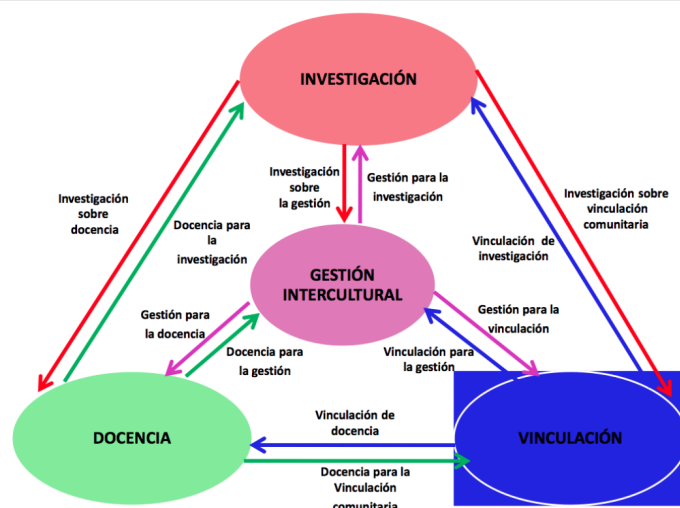 INVESTIGACIÓN
Investigación
sobre
la gestión
Gestión para la
investigación
Investigación
sobre
docencia
Docencia para
la
investigación
Vinculación de
investigación
Investigación sobre
vinculación
comunitaria
GESTIÓN
INTERCULTURAL
Gestión para
la docencia
Docencia para
la gestión
Vinculación para
la gestión
Gestión para la
vinculación
DOCENCIA
Vinculación de
docencia
VINCULACIÓN
Docencia para la
Vinculación
comunitaria